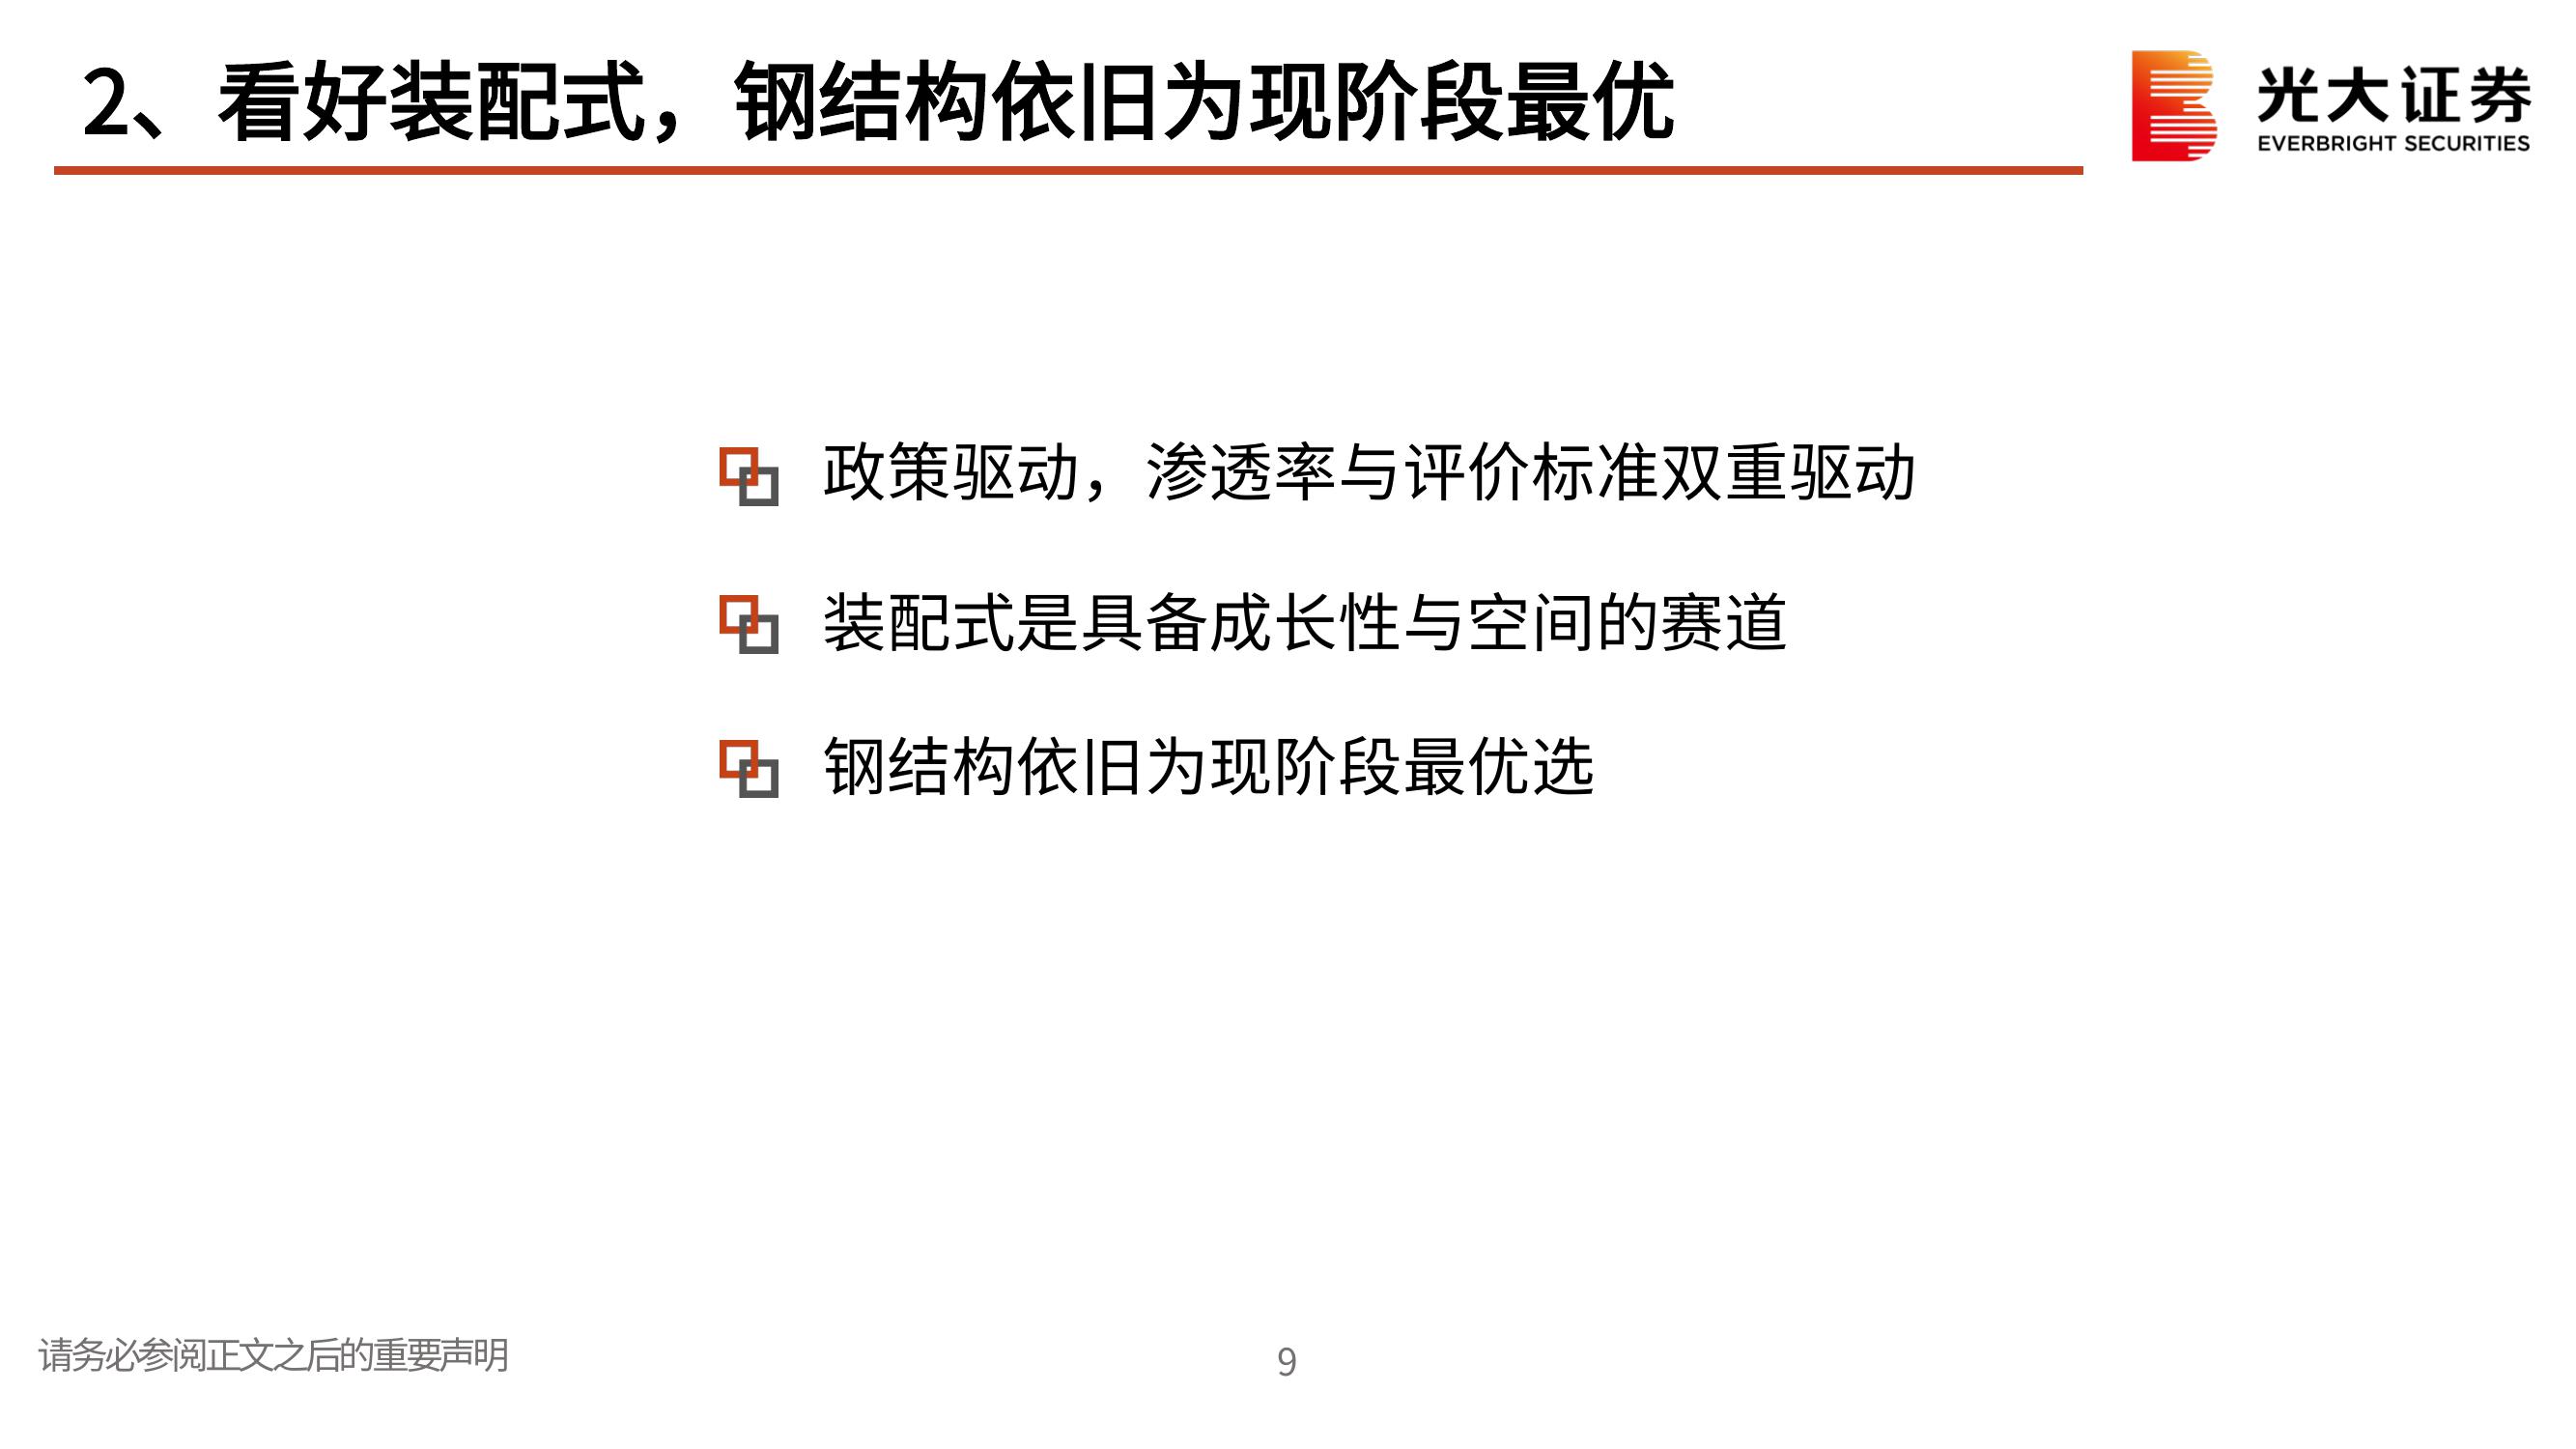 2、看好装配式，钢结构依旧为现阶段最优
光大证券
EVERBRIGHT SECURITIES
政策驱动，渗透率与评价标准双重驱动
装配式是具备成长性与空间的赛道
钢结构依旧为现阶段最优选
请务必参阅正文之后的重要声明
9